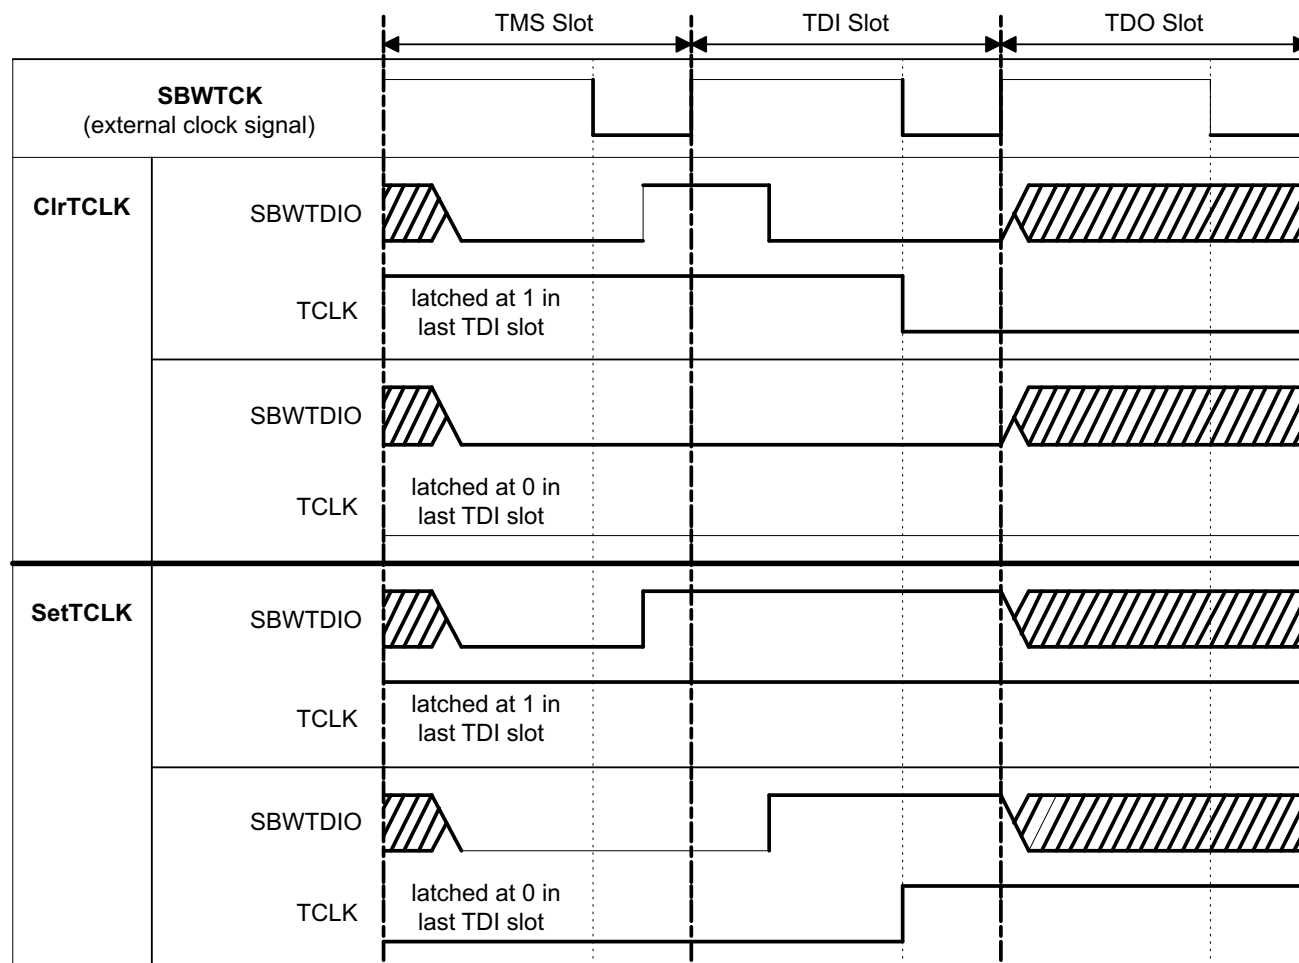 TMS Slot
TDI Slot
TDO Slot
SBWTCK
(external clock signal)
ClrTCLK
SBWTDIO
TCLK
latched at 1 in
last TDI slot
SBWTDIO
TCLK
latched at 0 in
last TDI slot
SetTCLK
SBWTDIO
TCLK
latched at 1 in
last TDI slot
SBWTDIO
TCLK
latched at 0 in
last TDI slot